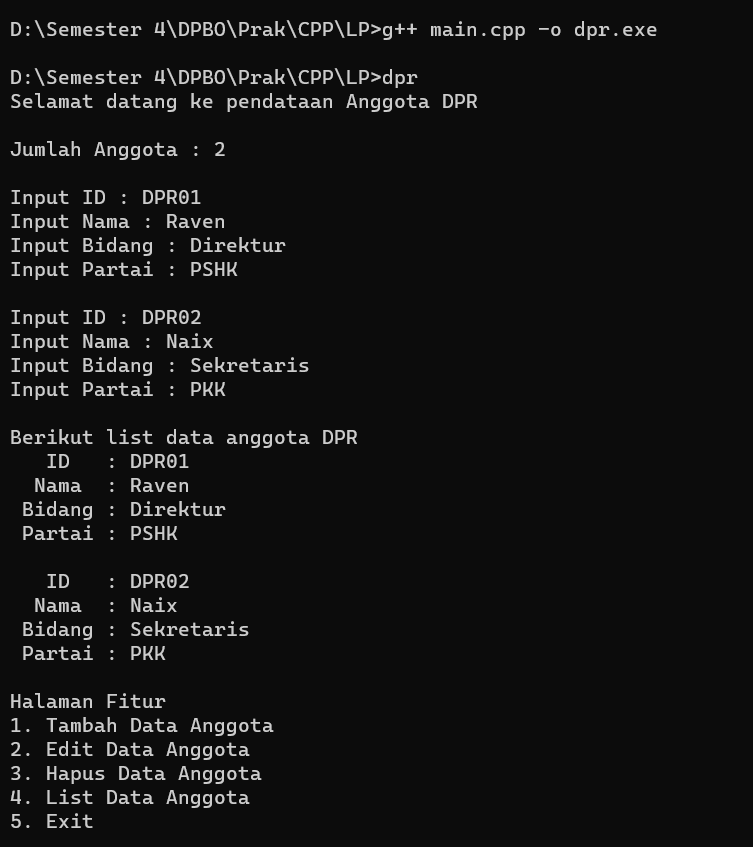 D:\Semester 4\DPBO\Prak\CPP\LP>g++ main.cpp -o dpr.exe
D:\Semester 4\DPBO\Prak\CPP\LP>dpr
Selamat datang ke pendataan Anggota DPR
Jumlah Anggota : 2
Input ID : DPR01
Input Nama : Raven
Input Bidang : Direktur
Input Partai : PSHK
Input ID : DPR02
Input Nama : Naix
Input Bidang : Sekretaris
Input Partai : PKK
Berikut list data anggota DPR
ID : DPR01
Nama : Raven
Bidang : Direktur
Partai : PSHK
ID : DPR02
Nama : Naix
Bidang : Sekretaris
Partai : PKK
Halaman Fitur
1. Tambah Data Anggota
2. Edit Data Anggota
3. Hapus Data Anggota
4. List Data Anggota
5. Exit